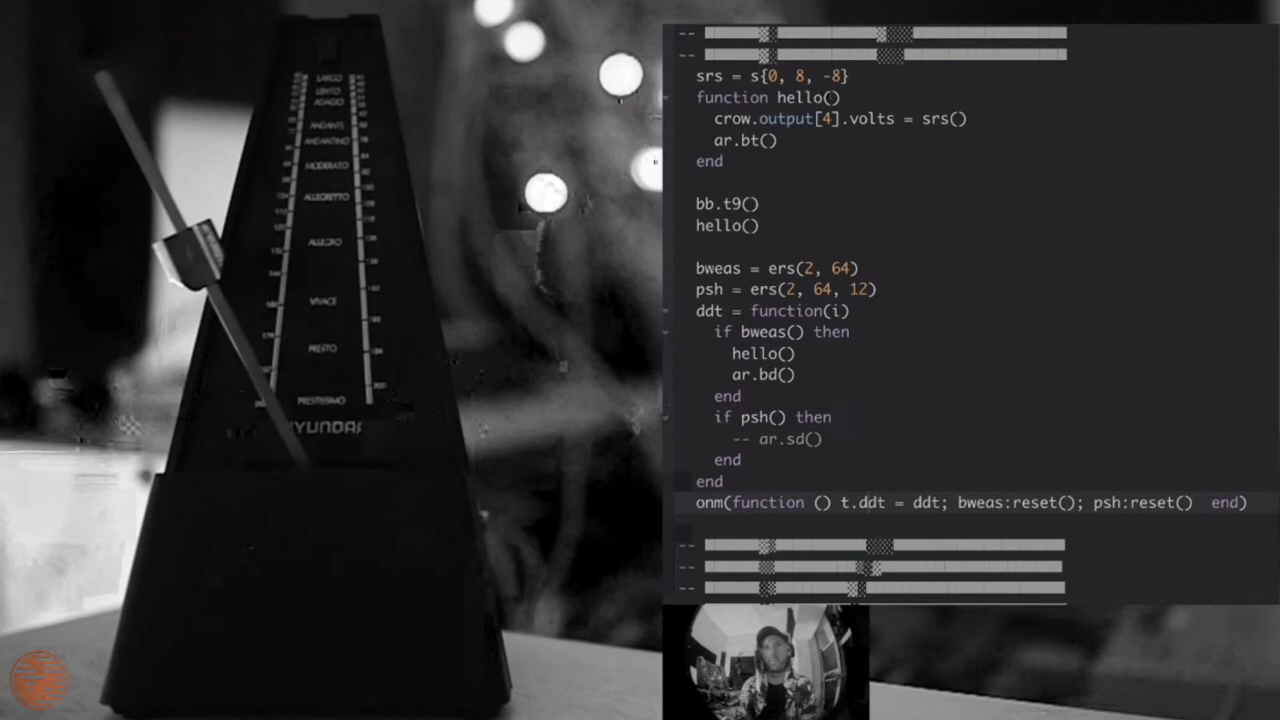 LARGO
LENTO
ADAGIO
ANDANTE
ANDANTINO
MODERATO
ALLEGRETTO
ALLEGRO
VIVACE
PRESTO
PRESTISSIMO
HYUNDAI
--
--
srs = s{0, 8, -8}
function hello()
crow.output[4].volts = srs()
ar.bt()
end
bb.t9()
hello()
bweas = ers(2, 64)
psh = ers(2, 64, 12)
ddt = function(i)
if bweas() then
hello()
ar.bd()
end
if psh() then
-- ar.sd()
end
end
onm(function () t.ddt = ddt; bweas:reset(); psh:reset()  end)
--
--
--